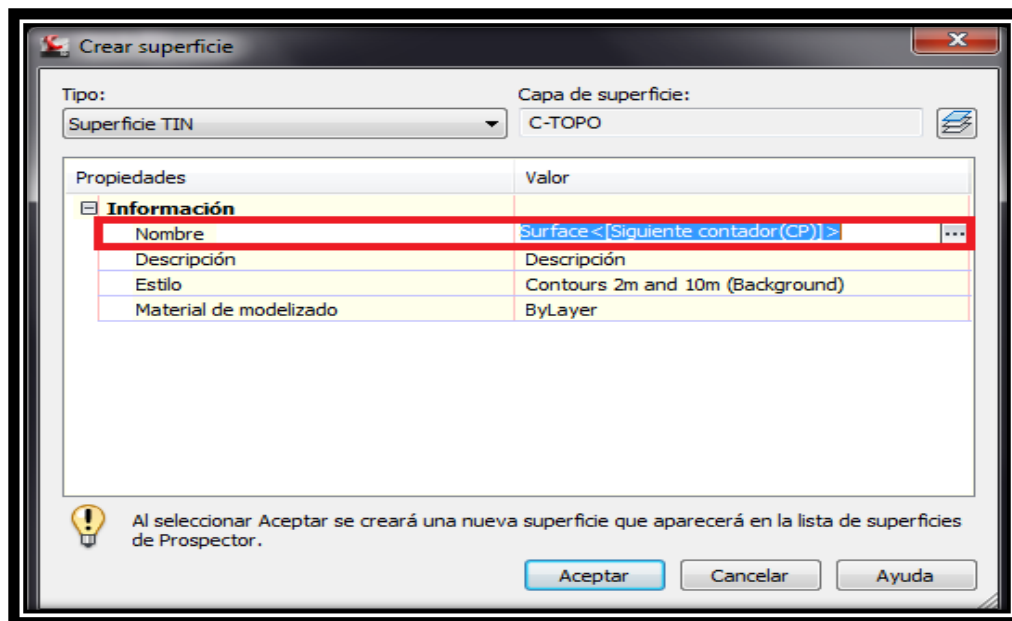 Crear superficie
Tipo:
Capa de superficie:
Superficie TIN
C-TOPO
Propiedades
Valor
Información
Nombre
Surface<[Siguiente contador(CP)]>
...
Descripción
Descripción
Estilo
Contours 2m and 10m (Background)
Material de modelizado
ByLayer
Al seleccionar Aceptar se creará una nueva superficie que aparecerá en la lista de superficies
de Prospector.
Aceptar
Cancelar
Ayuda